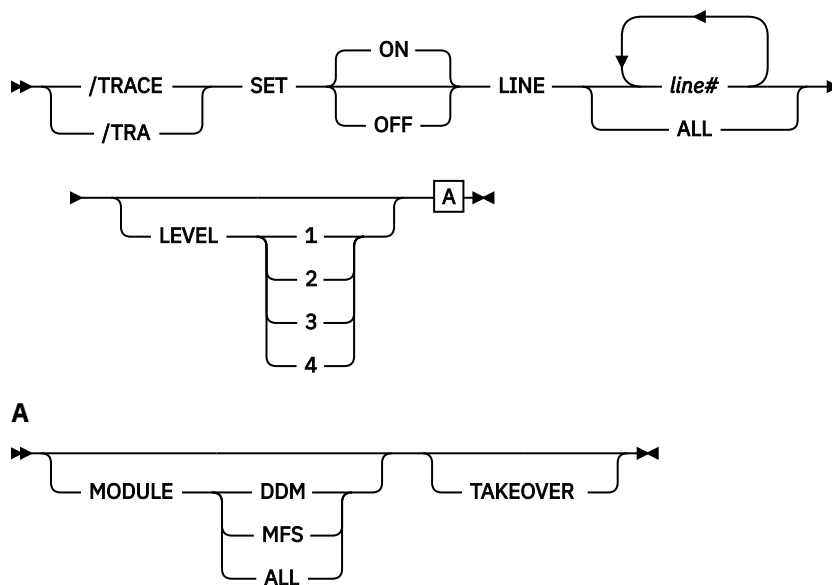 ON
/TRACE SET LINE line#
/TRA OFF ALL
A
LEVEL 1
2
3
4
A
MODULE DDM TAKEOVER
MFS
ALL